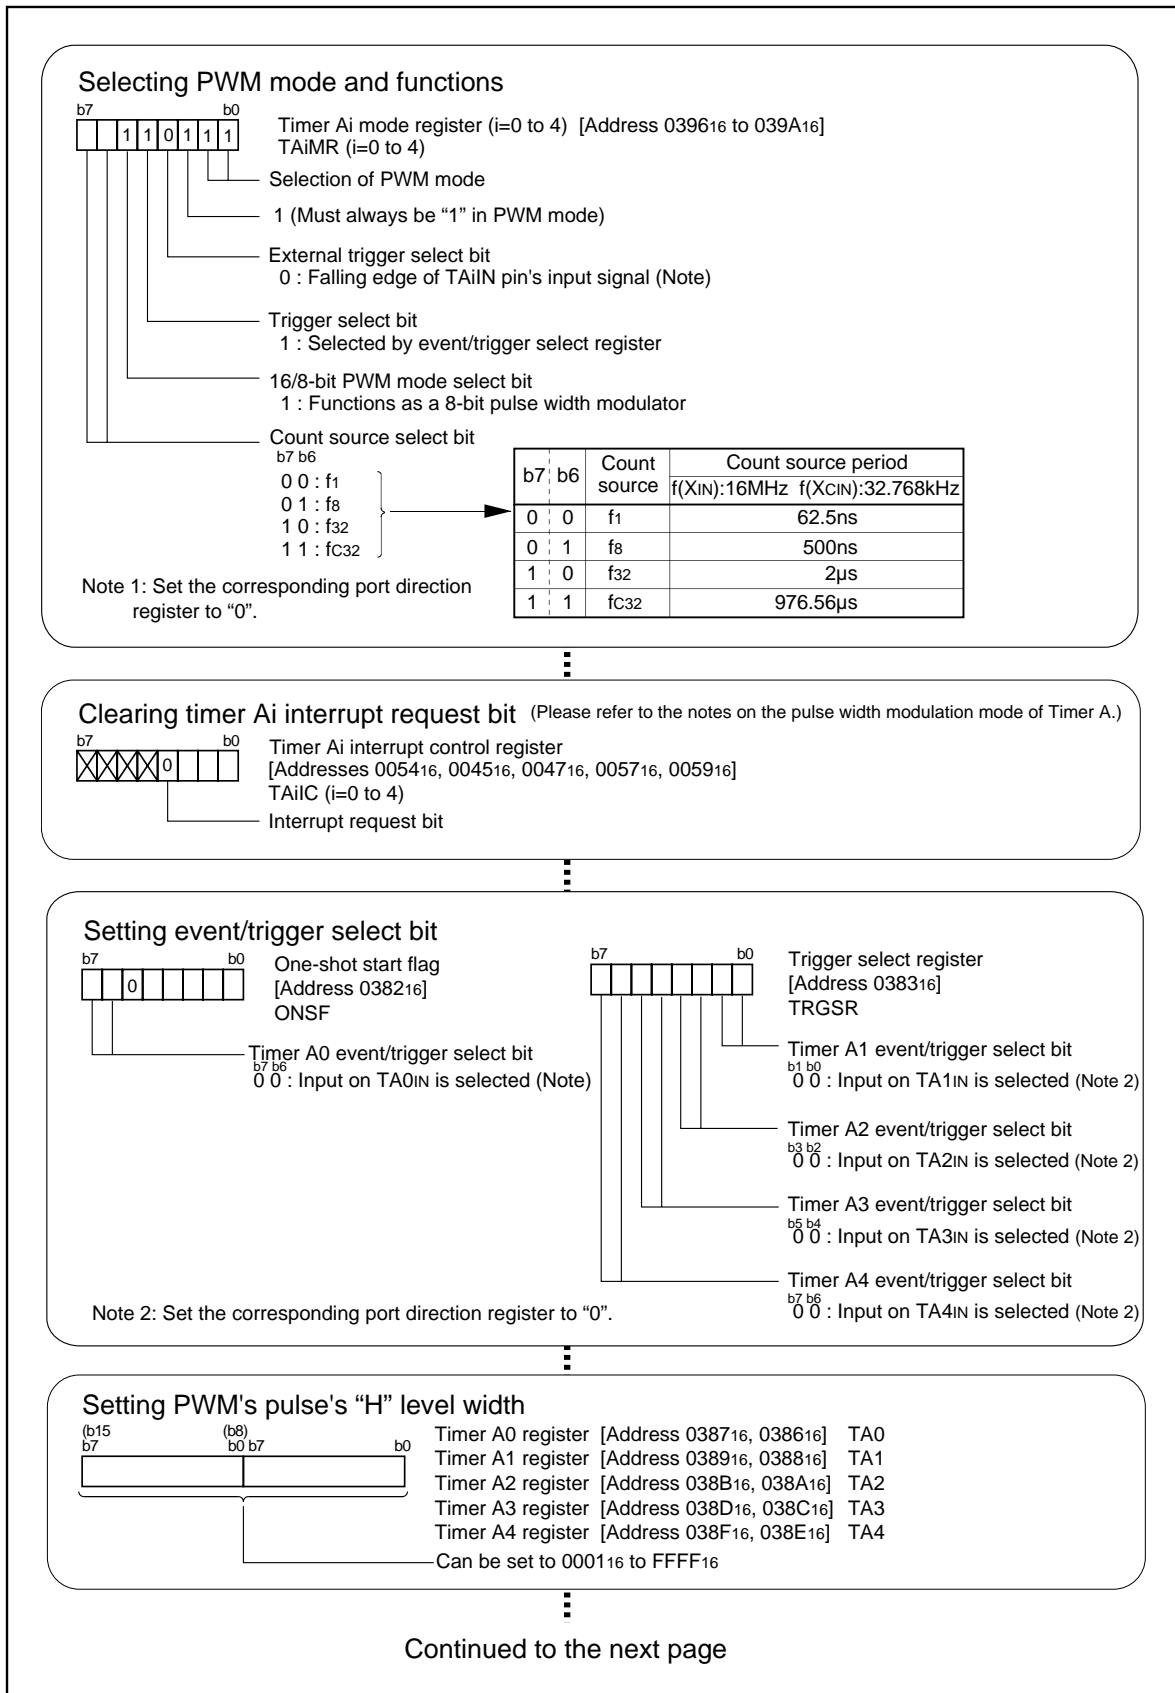 Selecting PWM mode and functions
b7 b0
1 1 0 1 1 1
Timer Ai mode register (i=0 to 4) [Address 039616 to 039A16]
TAiMR (i=0 to 4)
Selection of PWM mode
1 (Must always be “1” in PWM mode)
External trigger select bit
0 : Falling edge of TAiIN pin's input signal (Note)
Trigger select bit
1 : Selected by event/trigger select register
16/8-bit PWM mode select bit
1 : Functions as a 8-bit pulse width modulator
Count source select bit
b7 b6
0 0 : f1
0 1 : f8
1 0 : f32
1 1 : fC32
b7 b6 Count source Count source period
f(XIN):16MHz f(XCIN):32.768kHz
0 0 f1 62.5ns
0 1 f8 500ns
1 0 f32 2µs
1 1 fC32 976.56µs
Note 1: Set the corresponding port direction
register to “0”.
Clearing timer Ai interrupt request bit (Please refer to the notes on the pulse width modulation mode of Timer A.)
b7 b0
0
Timer Ai interrupt control register
[Addresses 005416, 004516, 004716, 005716, 005916]
TAiIC (i=0 to 4)
Interrupt request bit
Setting event/trigger select bit
b7 b0
0
One-shot start flag
[Address 038216]
ONSF
Timer A0 event/trigger select bit
b7 b6
0 0 : Input on TA0IN is selected (Note)
b7 b0
Trigger select register
[Address 038316]
TRGSR
Timer A1 event/trigger select bit
b1 b0
0 0 : Input on TA1IN is selected (Note 2)
Timer A2 event/trigger select bit
b3 b2
0 0 : Input on TA2IN is selected (Note 2)
Timer A3 event/trigger select bit
b5 b4
0 0 : Input on TA3IN is selected (Note 2)
Timer A4 event/trigger select bit
b7 b6
0 0 : Input on TA4IN is selected (Note 2)
Note 2: Set the corresponding port direction register to “0”.
Setting PWM's pulse's “H” level width
(b15 (b8)
b7 b0 b7 b0
Timer A0 register [Address 038716, 038616] TA0
Timer A1 register [Address 038916, 038816] TA1
Timer A2 register [Address 038B16, 038A16] TA2
Timer A3 register [Address 038D16, 038C16] TA3
Timer A4 register [Address 038F16, 038E16] TA4
Can be set to 000116 to FFFF16
Continued to the next page